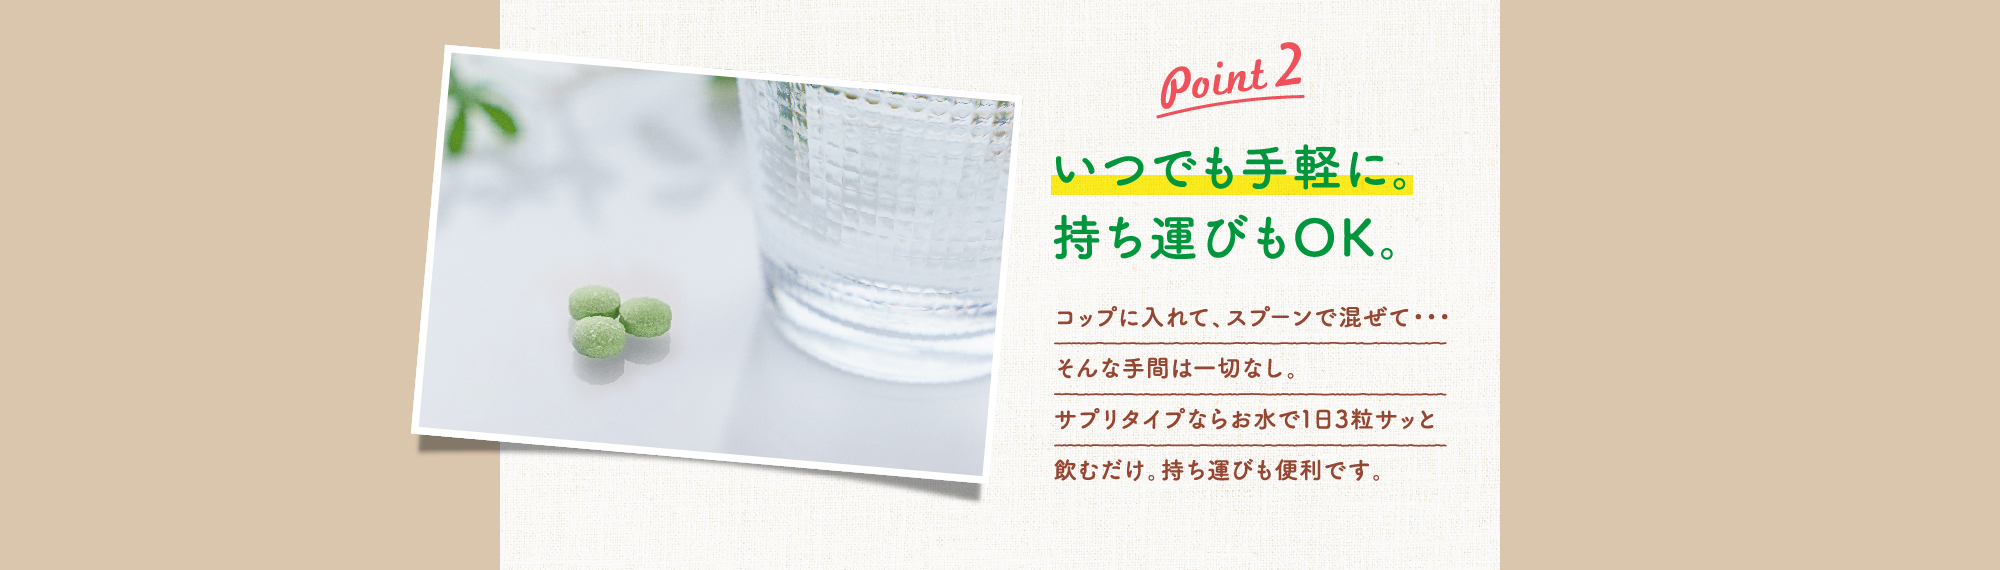 Point 2
いつでも手軽に。
持ち運びもOK。
コップに入れて、スプーンで混ぜて・・・
そんな手間は一切なし。
サプリタイプならお水で1日3粒サッと
飲むだけ。持ち運びも便利です。